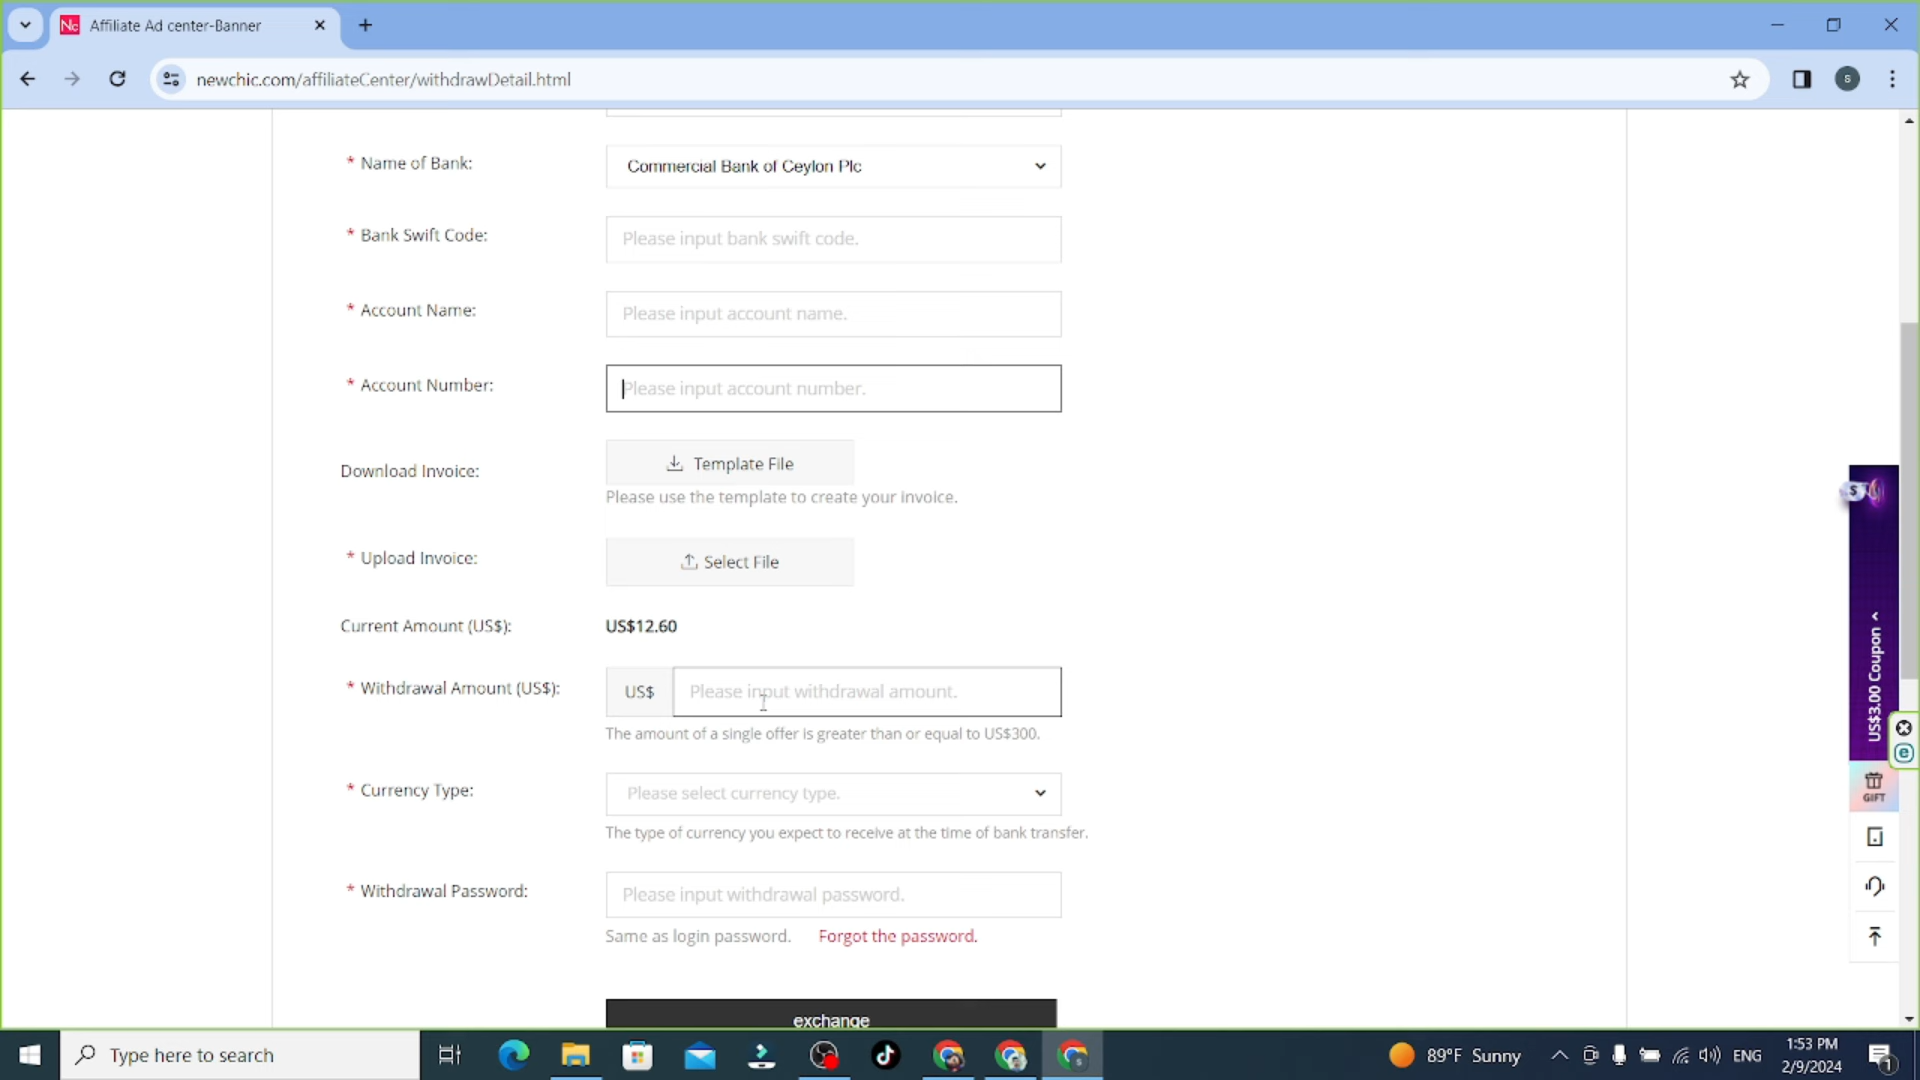 Nc Affiliate Ad center-Banner
newchic.com/affiliateCenter/withdrawDetail.html
S
* Name of Bank: Commercial Bank of Ceylon Plc
* Bank Swift Code: Please input bank swift code.
* Account Name: Please input account name.
* Account Number: Please input account number.
Download Invoice: Template File
Please use the template to create your invoice.
* Upload Invoice: Select File
Current Amount (US$): US$12.60
* Withdrawal Amount (US$): US$ Please input withdrawal amount.
The amount of a single offer is greater than or equal to US$300.
* Currency Type: Please select currency type.
The type of currency you expect to receive at the time of bank transfer.
* Withdrawal Password: Please input withdrawal password.
Same as login password. Forgot the password.
exchange
$
US$3.00 Coupon
GIFT
Type here to search
89°F Sunny
ENG
1:53 PM
2/9/2024
1